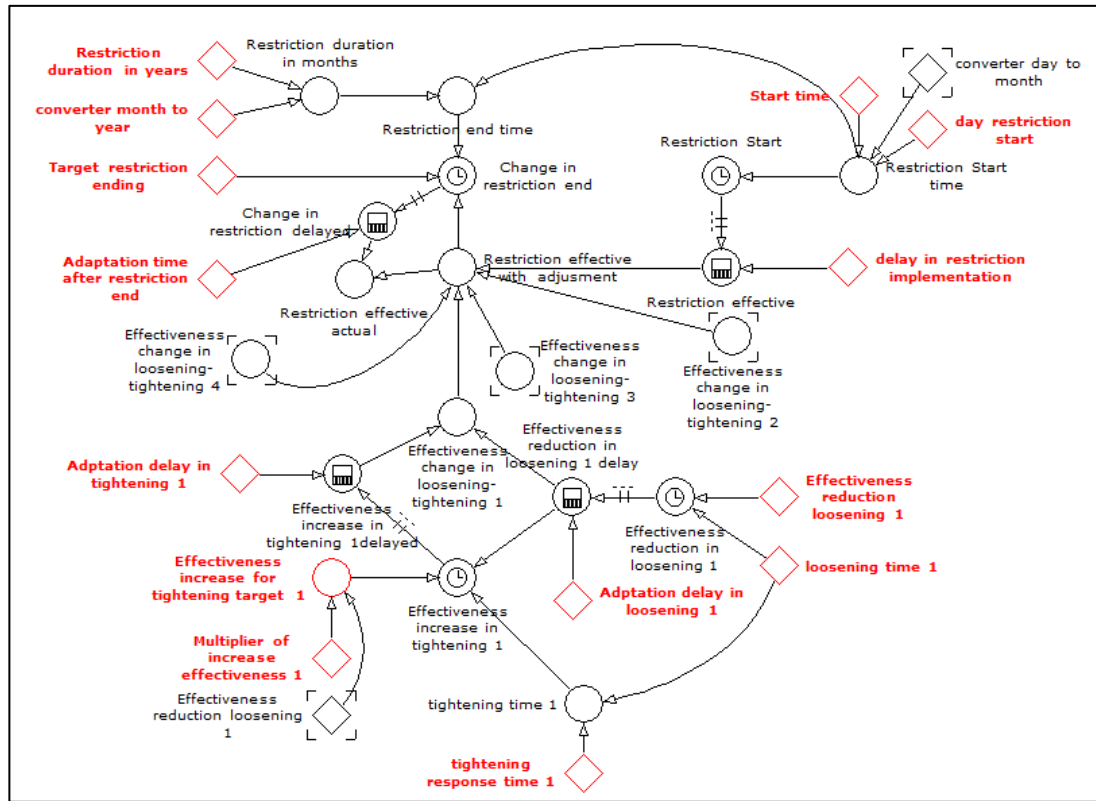 Restriction
duration in years
Restriction duration
in months
converter day to
month
converter month to
year
Start time
day restriction
start
Restriction end time
Restriction Start
Target restriction
ending
Change in
restriction end
Restriction Start
time
Change in
restriction delayed
Adaptation time
after restriction
end
Restriction effective
with adjusment
delay in restriction
implementation
Restriction effective
Restriction effective
actual
Effectiveness
change in
loosening-
tightening 4
Effectiveness
change in
loosening-
tightening 3
Effectiveness
change in
loosening-
tightening 2
Effectiveness
reduction in
loosening 1 delay
Adptation delay in
tightening 1
Effectiveness
change in
loosening-
tightening 1
Effectiveness
reduction
loosening 1
Effectiveness
increase in
tightening 1delayed
Effectiveness
reduction in
loosening 1
loosening time 1
Effectiveness
increase for
tightening target 1
Effectiveness
increase in
tightening 1
Adptation delay in
loosening 1
Multiplier of
increase
effectiveness 1
Effectiveness
reduction loosening
1
tightening time 1
tightening
response time 1